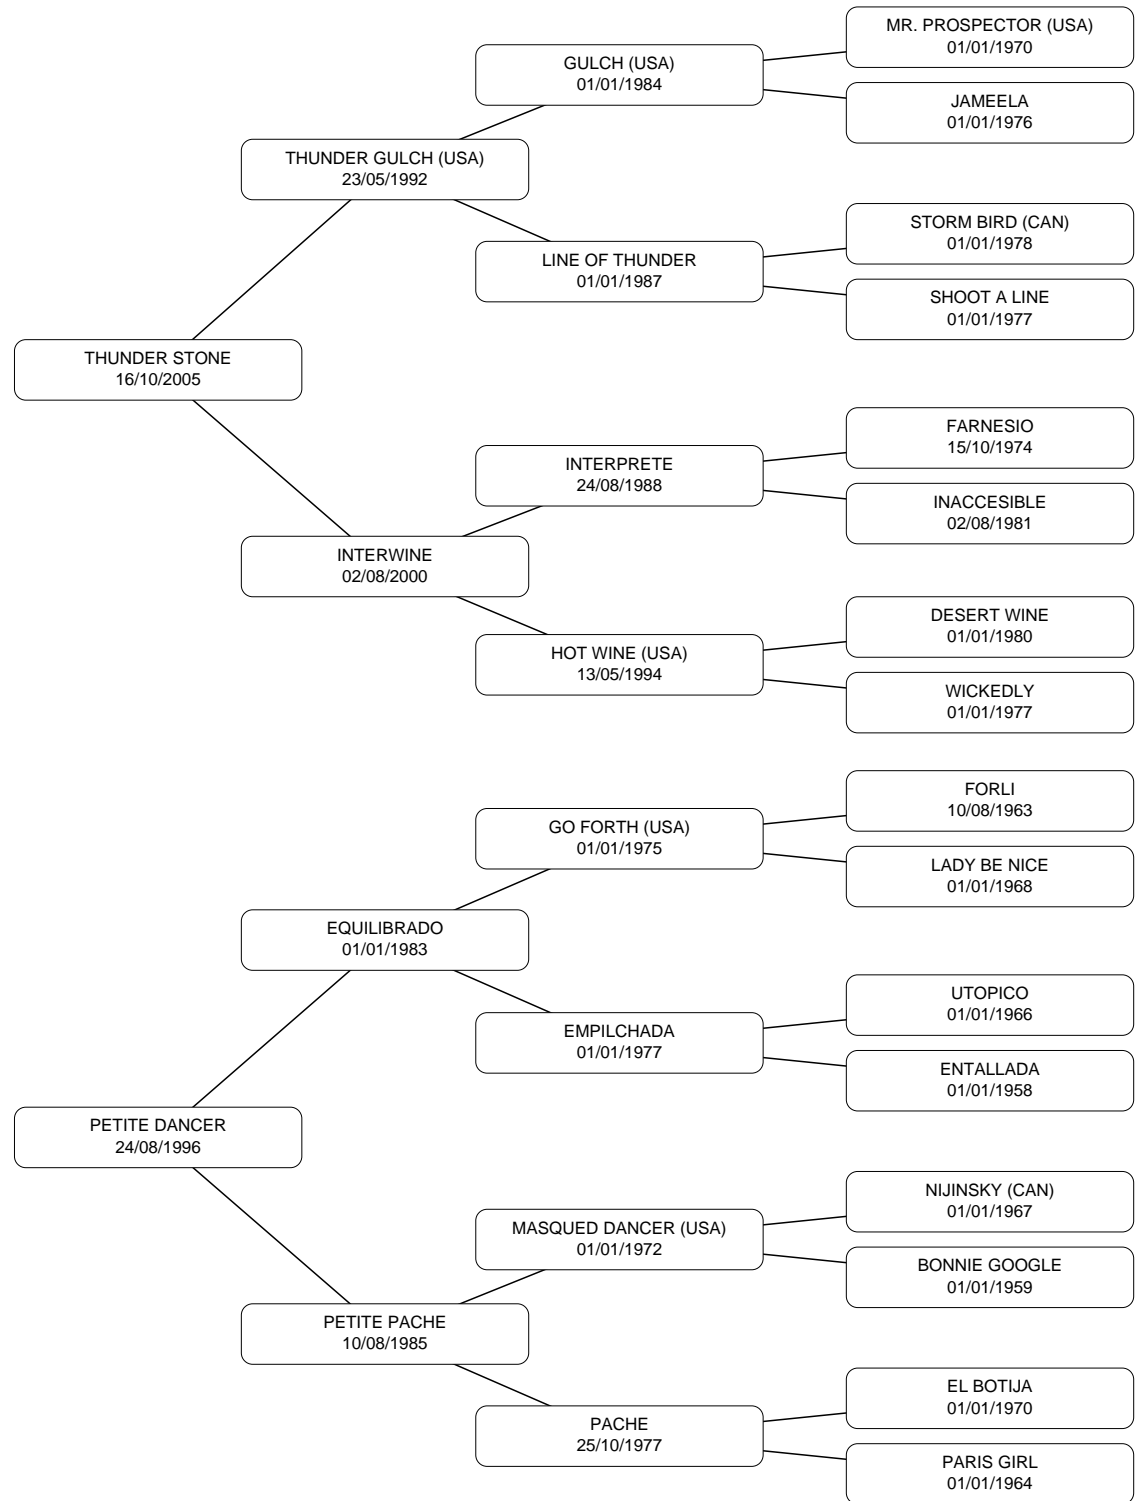 MR. PROSPECTOR (USA)
01/01/1970
GULCH (USA)
01/01/1984
JAMEELA
01/01/1976
THUNDER GULCH (USA)
23/05/1992
STORM BIRD (CAN)
01/01/1978
LINE OF THUNDER
01/01/1987
SHOOT A LINE
01/01/1977
THUNDER STONE
16/10/2005
FARNESIO
15/10/1974
INTERPRETE
24/08/1988
INACCESIBLE
02/08/1981
INTERWINE
02/08/2000
DESERT WINE
01/01/1980
HOT WINE (USA)
13/05/1994
WICKEDLY
01/01/1977
FORLI
10/08/1963
GO FORTH (USA)
01/01/1975
LADY BE NICE
01/01/1968
EQUILIBRADO
01/01/1983
UTOPICO
01/01/1966
EMPILCHADA
01/01/1977
ENTALLADA
01/01/1958
PETITE DANCER
24/08/1996
NIJINSKY (CAN)
01/01/1967
MASQUED DANCER (USA)
01/01/1972
BONNIE GOOGLE
01/01/1959
PETITE PACHE
10/08/1985
EL BOTIJA
01/01/1970
PACHE
25/10/1977
PARIS GIRL
01/01/1964